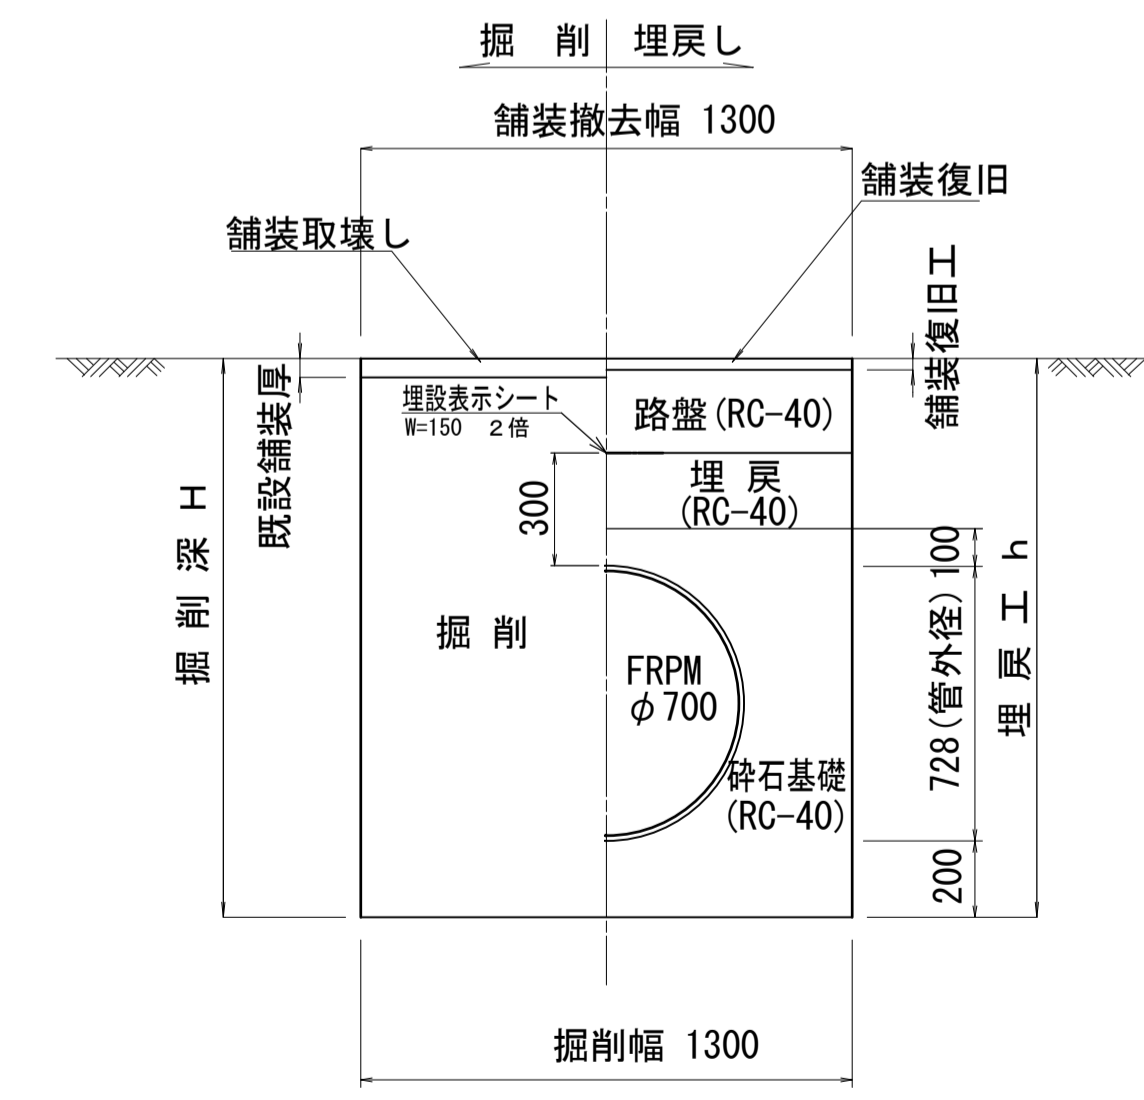 掘 削 埋戻し
舗装撤去幅 1300
舗装復旧
舗装取壊し
舗装復旧工
既設舗装厚
埋設表示シート
W=150 2倍
路盤(RC-40)
埋 戻
(RC-40)
300
100
掘削深 H
埋戻工 h
掘 削
FRPM
φ700
728(管外径)
砕石基礎
(RC-40)
200
掘削幅 1300